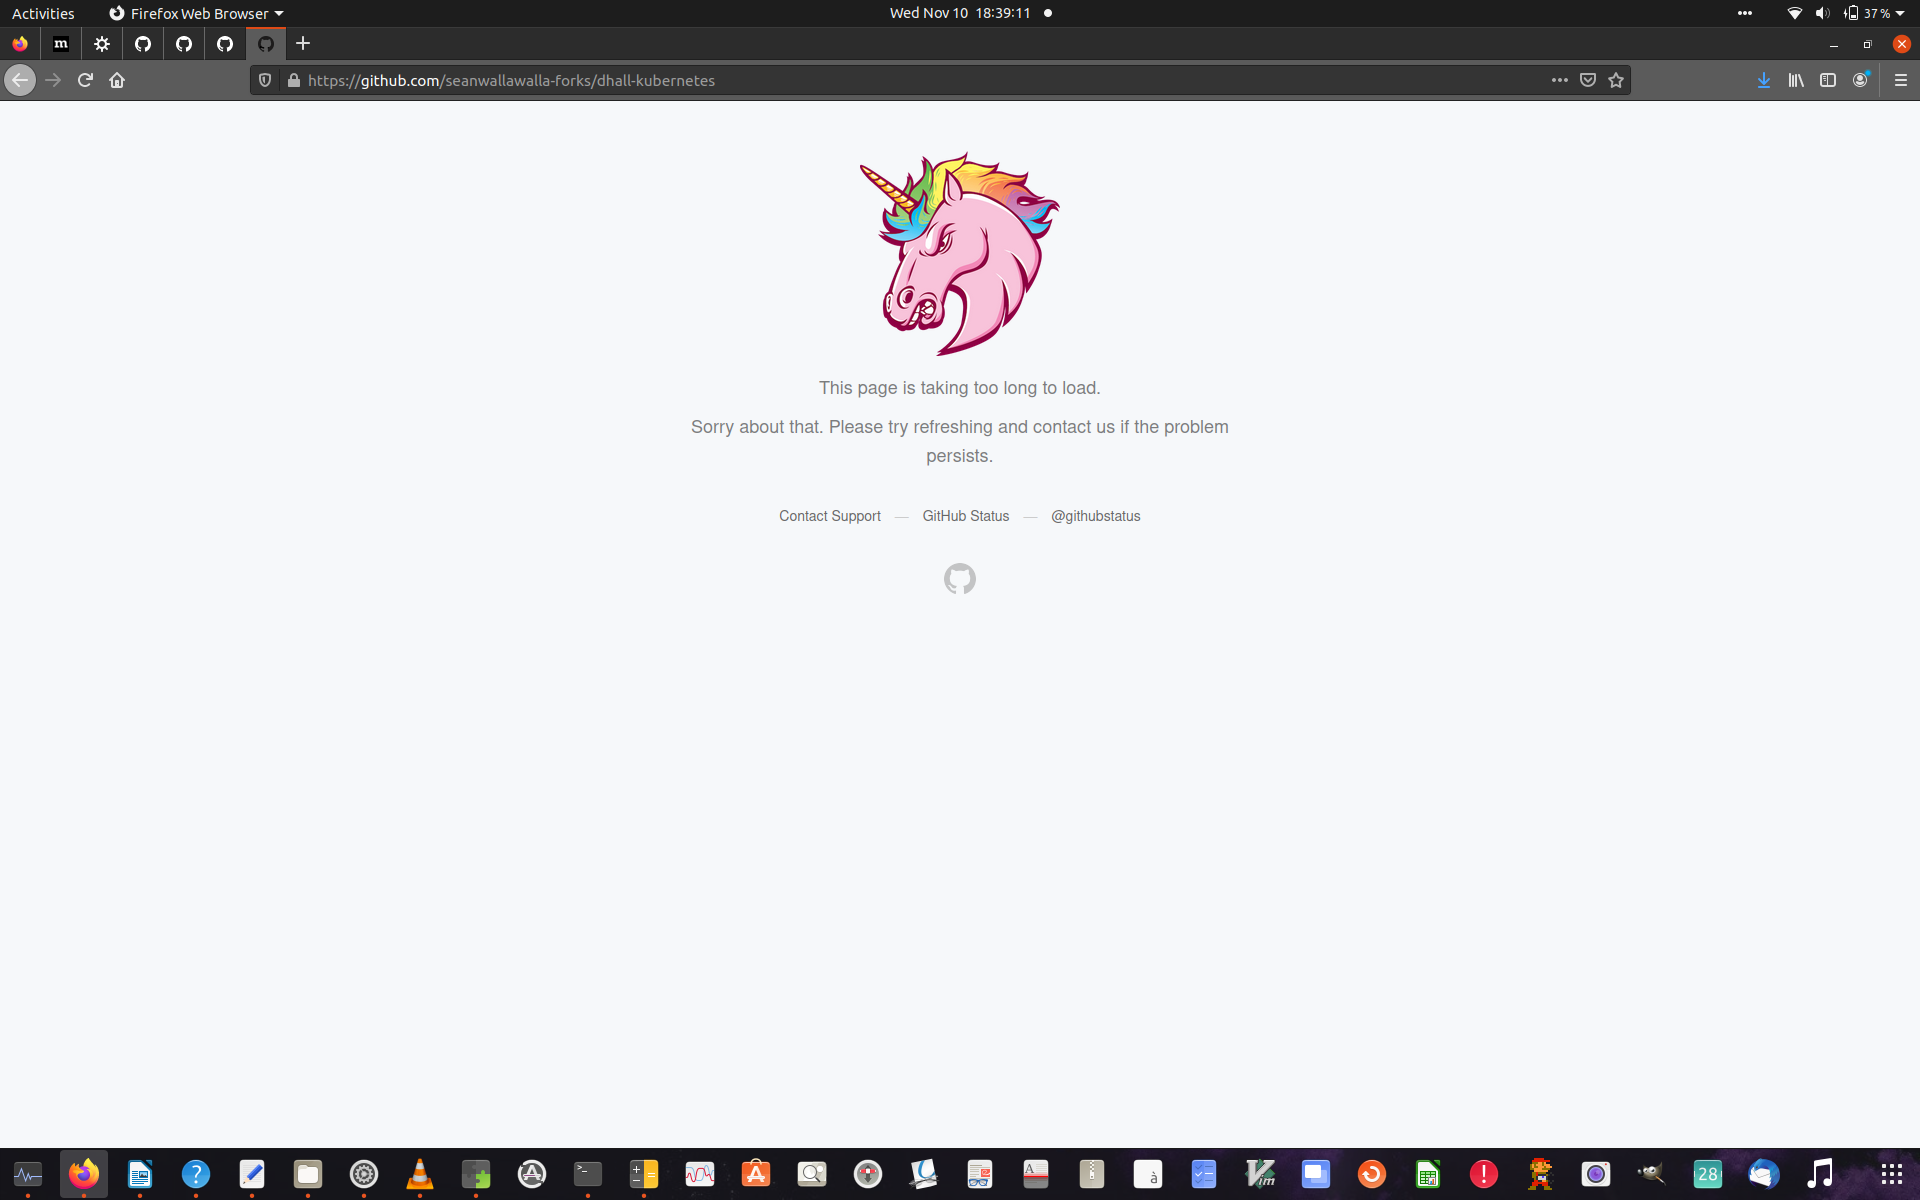 Activities
Firefox Web Browser
Wed Nov 10 18:39:11
37 %
m
https://github.com/seanwallawalla-forks/dhall-kubernetes
This page is taking too long to load.
Sorry about that. Please try refreshing and contact us if the problem
persists.
Contact Support — GitHub Status — @githubstatus
?
>_
A
à
Vim
!
28